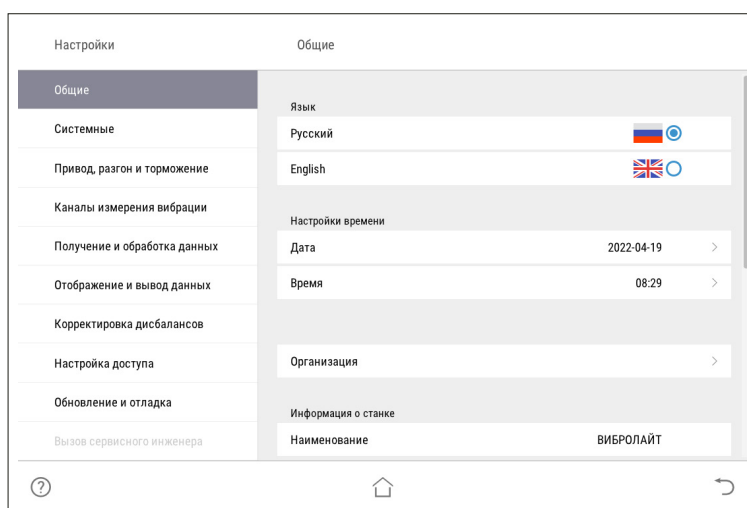 Настройки
Общие
Общие
Системные
Привод, разгон и торможение
Каналы измерения вибрации
Получение и обработка данных
Отображение и вывод данных
Корректировка дисбалансов
Настройка доступа
Обновление и отладка
Вызов сервисного инженера
Язык
Русский
English
Настройки времени
Дата 2022-04-19
Время 08:29
Организация
Информация о станке
Наименование ВИБРОЛАЙТ
?